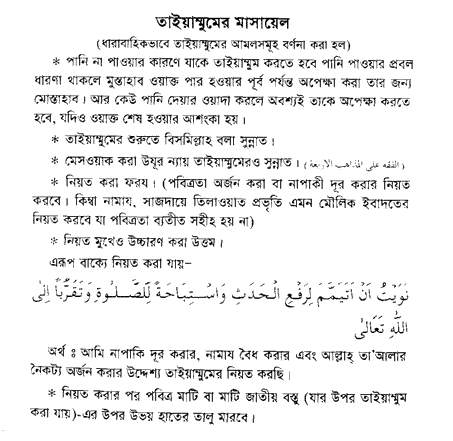 তাইয়াম্মুমের মাসায়েল
(ধারাবাহিকভাবে তাইয়াম্মুমের আমলসমূহ বর্ণনা করা হল)
* পানি না পাওয়ার কারণে যাকে তাইয়াম্মুম করতে হবে পানি পাওয়ার প্রবল
ধারণা থাকলে মুস্তাহাব ওয়াক্ত পার হওয়ার পূর্ব পর্যন্ত অপেক্ষা করা তার জন্য
মোস্তাহাব। আর কেউ পানি দেয়ার ওয়াদা করলে অবশ্যই তাকে অপেক্ষা করতে
হবে, যদিও ওয়াক্ত শেষ হওয়ার আশংকা হয়।
* তাইয়াম্মুমের শুরুতে বিসমিল্লাহ বলা সুন্নাত।
* মেসওয়াক করা উযূর ন্যায় তাইয়াম্মুমেরও সুন্নাত। (الفقه على المذاهب الاربعة)
* নিয়ত করা ফরয। (পবিত্রতা অর্জন করা বা নাপাকী দূর করার নিয়ত
করবে। কিম্বা নামায, সাজদায়ে তিলাওয়াত প্রভৃতি এমন মৌলিক ইবাদতের
নিয়ত করবে যা পবিত্রতা ব্যতীত সহীহ হয় না)
* নিয়ত মুখেও উচ্চারণ করা উত্তম।
এরূপ বাক্যে নিয়ত করা যায়–
نَوَيْتُ اَنْ اَتَيَمَّمَ لِرَفْعِ الْحَدَثِ وَاسْتِبَاحَةً لِّلصَّلٰوةِ وَتَقَرُّبًا اِلَى
اللهِ تَعَالٰى
অর্থ ঃ আমি নাপাকি দূর করার, নামায বৈধ করার এবং আল্লাহ্ তা'আলার
নৈকট্য অর্জন করার উদ্দেশ্য তাইয়াম্মুমের নিয়ত করছি।
* নিয়ত করার পর পবিত্র মাটি বা মাটি জাতীয় বস্তু (যার উপর তাইয়াম্মুম
করা যায়)-এর উপর উভয় হাতের তালু মারবে।